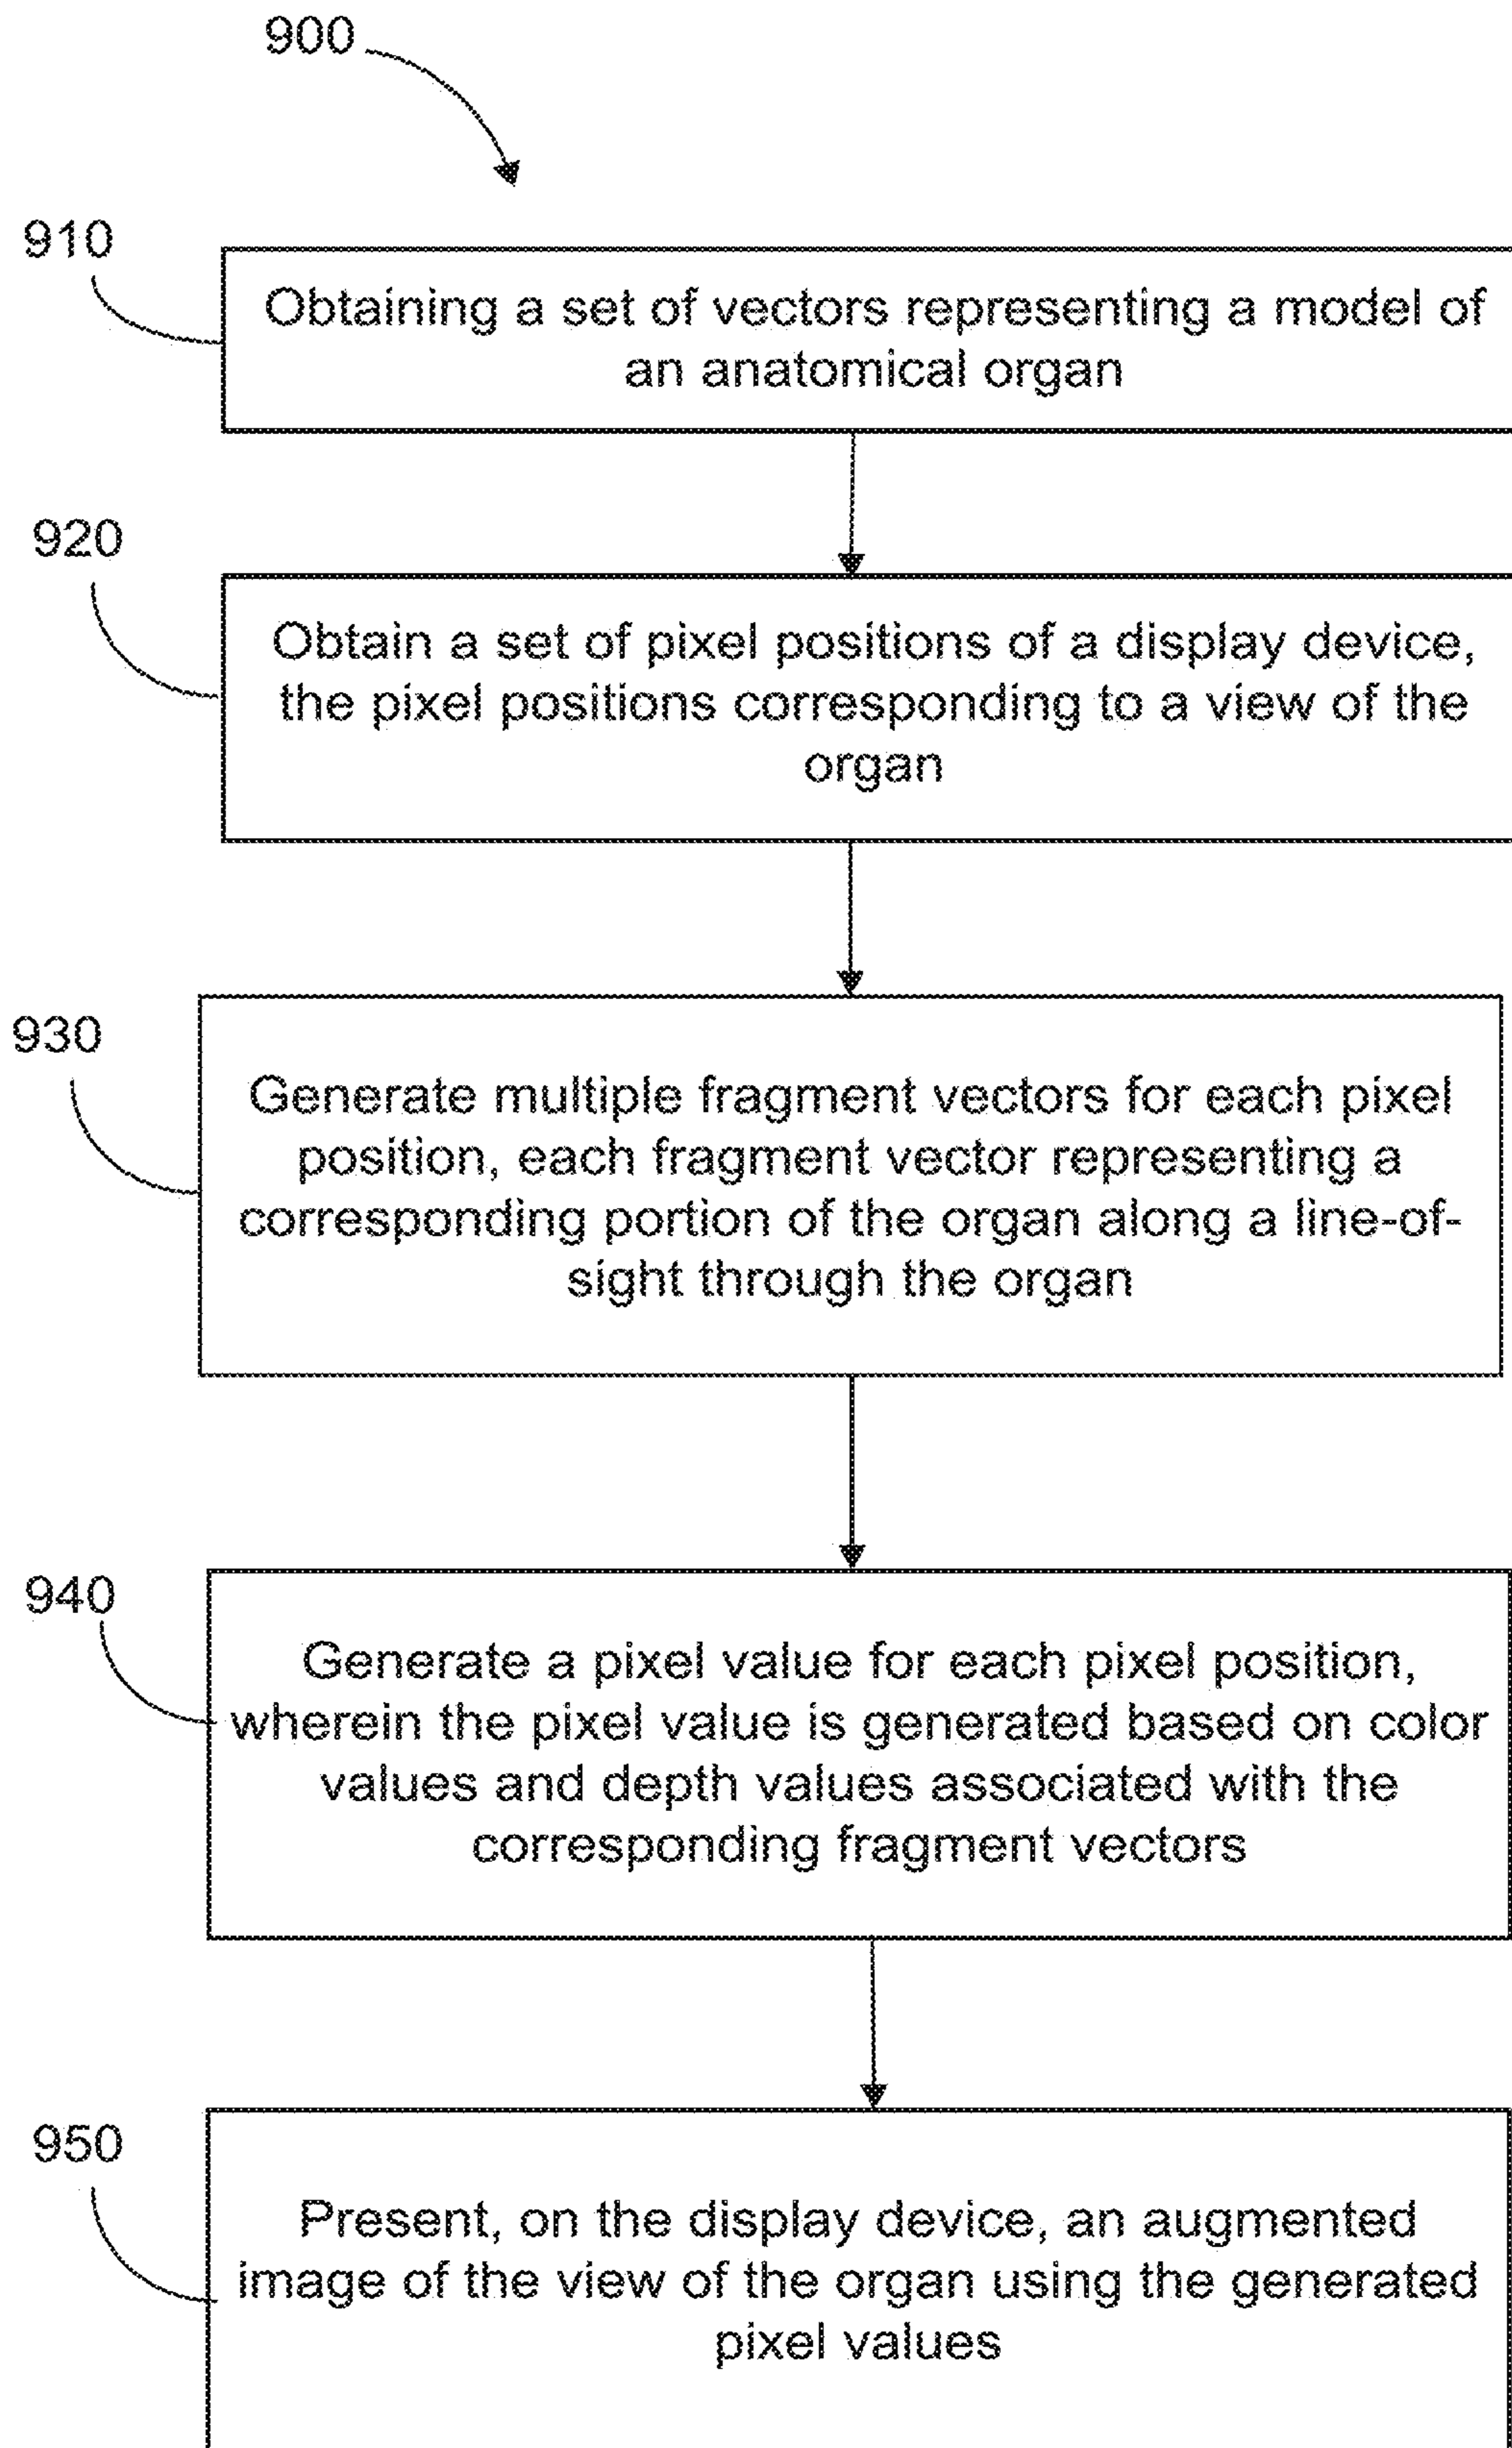 900
910
Obtaining a set of vectors representing a model of
an anatomical organ
920
Obtain a set of pixel positions of a display device,
the pixel positions corresponding to a view of the
organ
930
Generate multiple fragment vectors for each pixel
position, each fragment vector representing a
corresponding portion of the organ along a line-of-
sight through the organ
940
Generate a pixel value for each pixel position,
wherein the pixel value is generated based on color
values and depth values associated with the
corresponding fragment vectors
950
Present, on the display device, an augmented
image of the view of the organ using the generated
pixel values